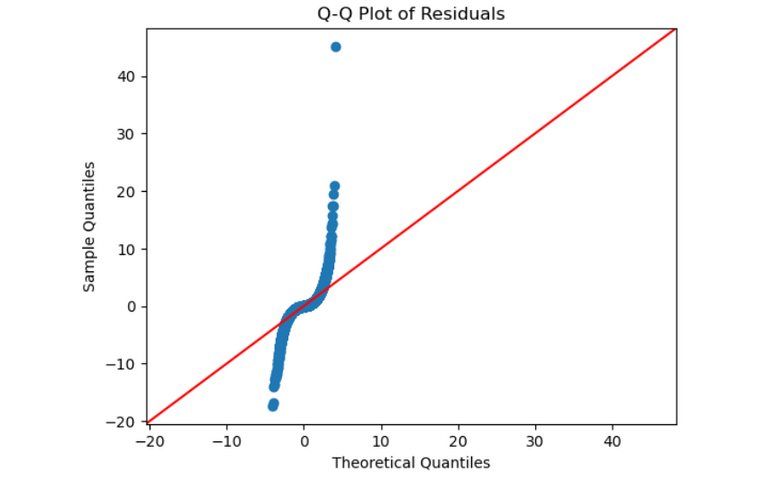 Q-Q Plot of Residuals
40
30
20
10
0
−10
−20
Sample Quantiles
−20 −10 0 10 20 30 40
Theoretical Quantiles